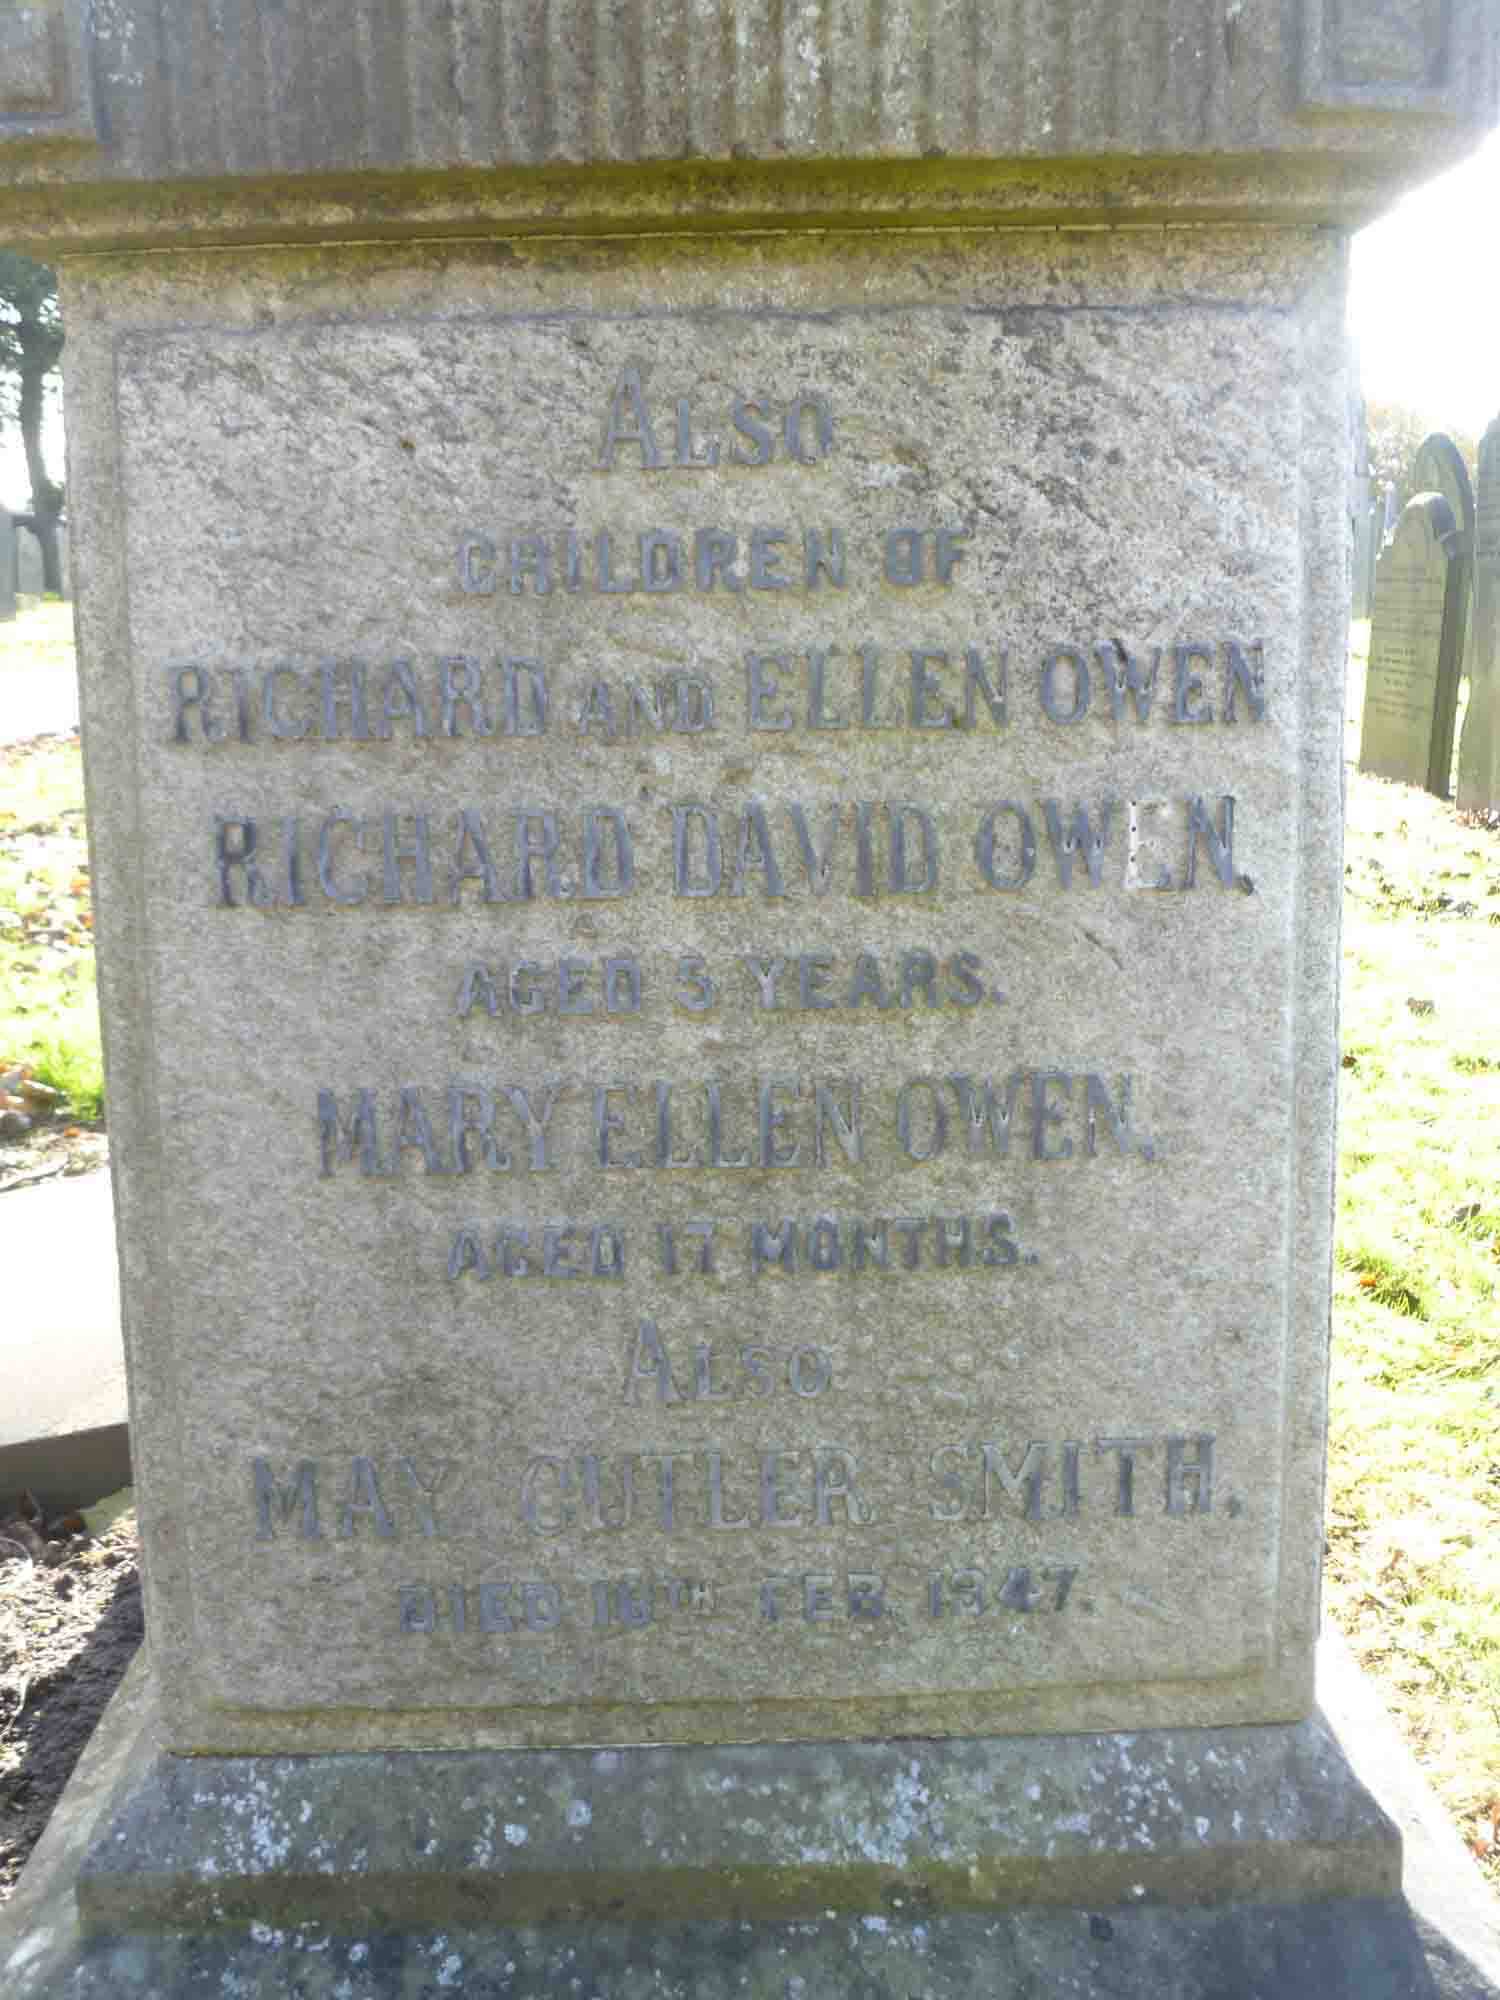 ALSO
CHILDREN OF
RICHARD AND ELLEN OWEN
RICHARD DAVID OWEN.
AGED 5 YEARS.
MARY ELLEN OWEN.
AGED 17 MONTHS.
ALSO
MAY CUTLER SMITH.
DIED 16TH FEB. 1947.